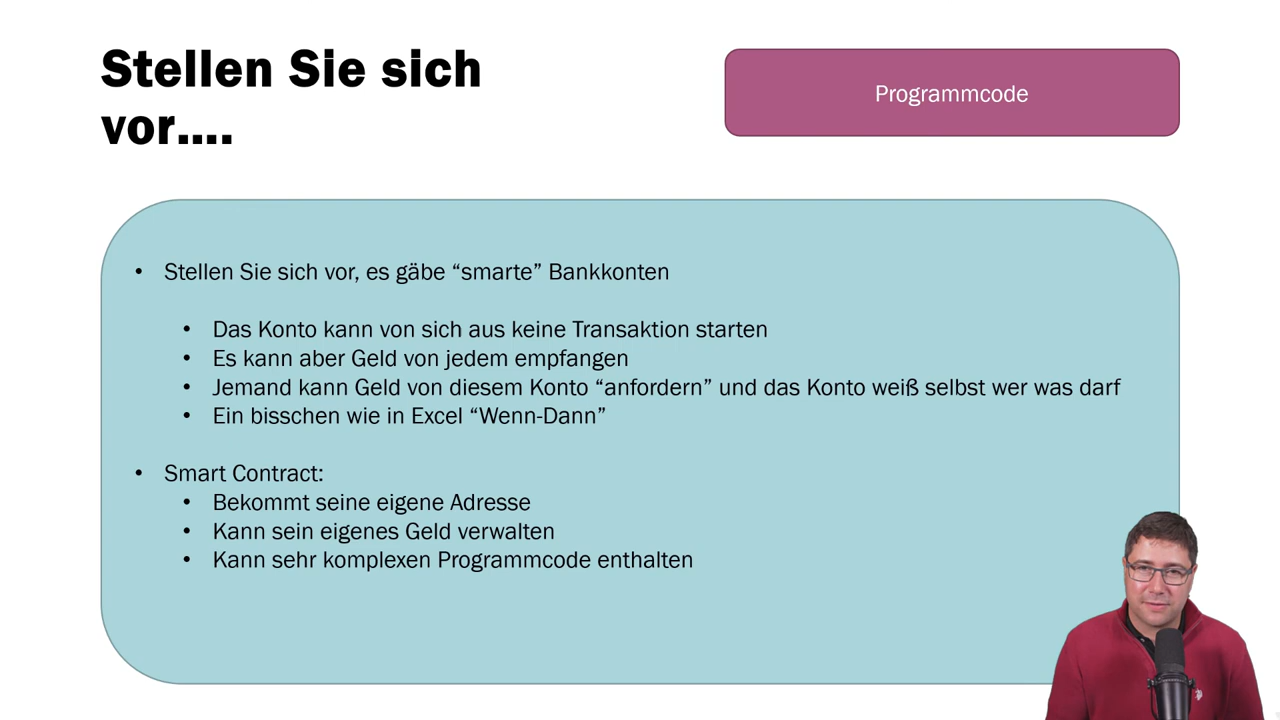 Stellen Sie sich
vor....
Programmcode
• Stellen Sie sich vor, es gäbe “smarte” Bankkonten
• Das Konto kann von sich aus keine Transaktion starten
• Es kann aber Geld von jedem empfangen
• Jemand kann Geld von diesem Konto “anfordern” und das Konto weiß selbst wer was darf
• Ein bisschen wie in Excel “Wenn-Dann”
• Smart Contract:
• Bekommt seine eigene Adresse
• Kann sein eigenes Geld verwalten
• Kann sehr komplexen Programmcode enthalten